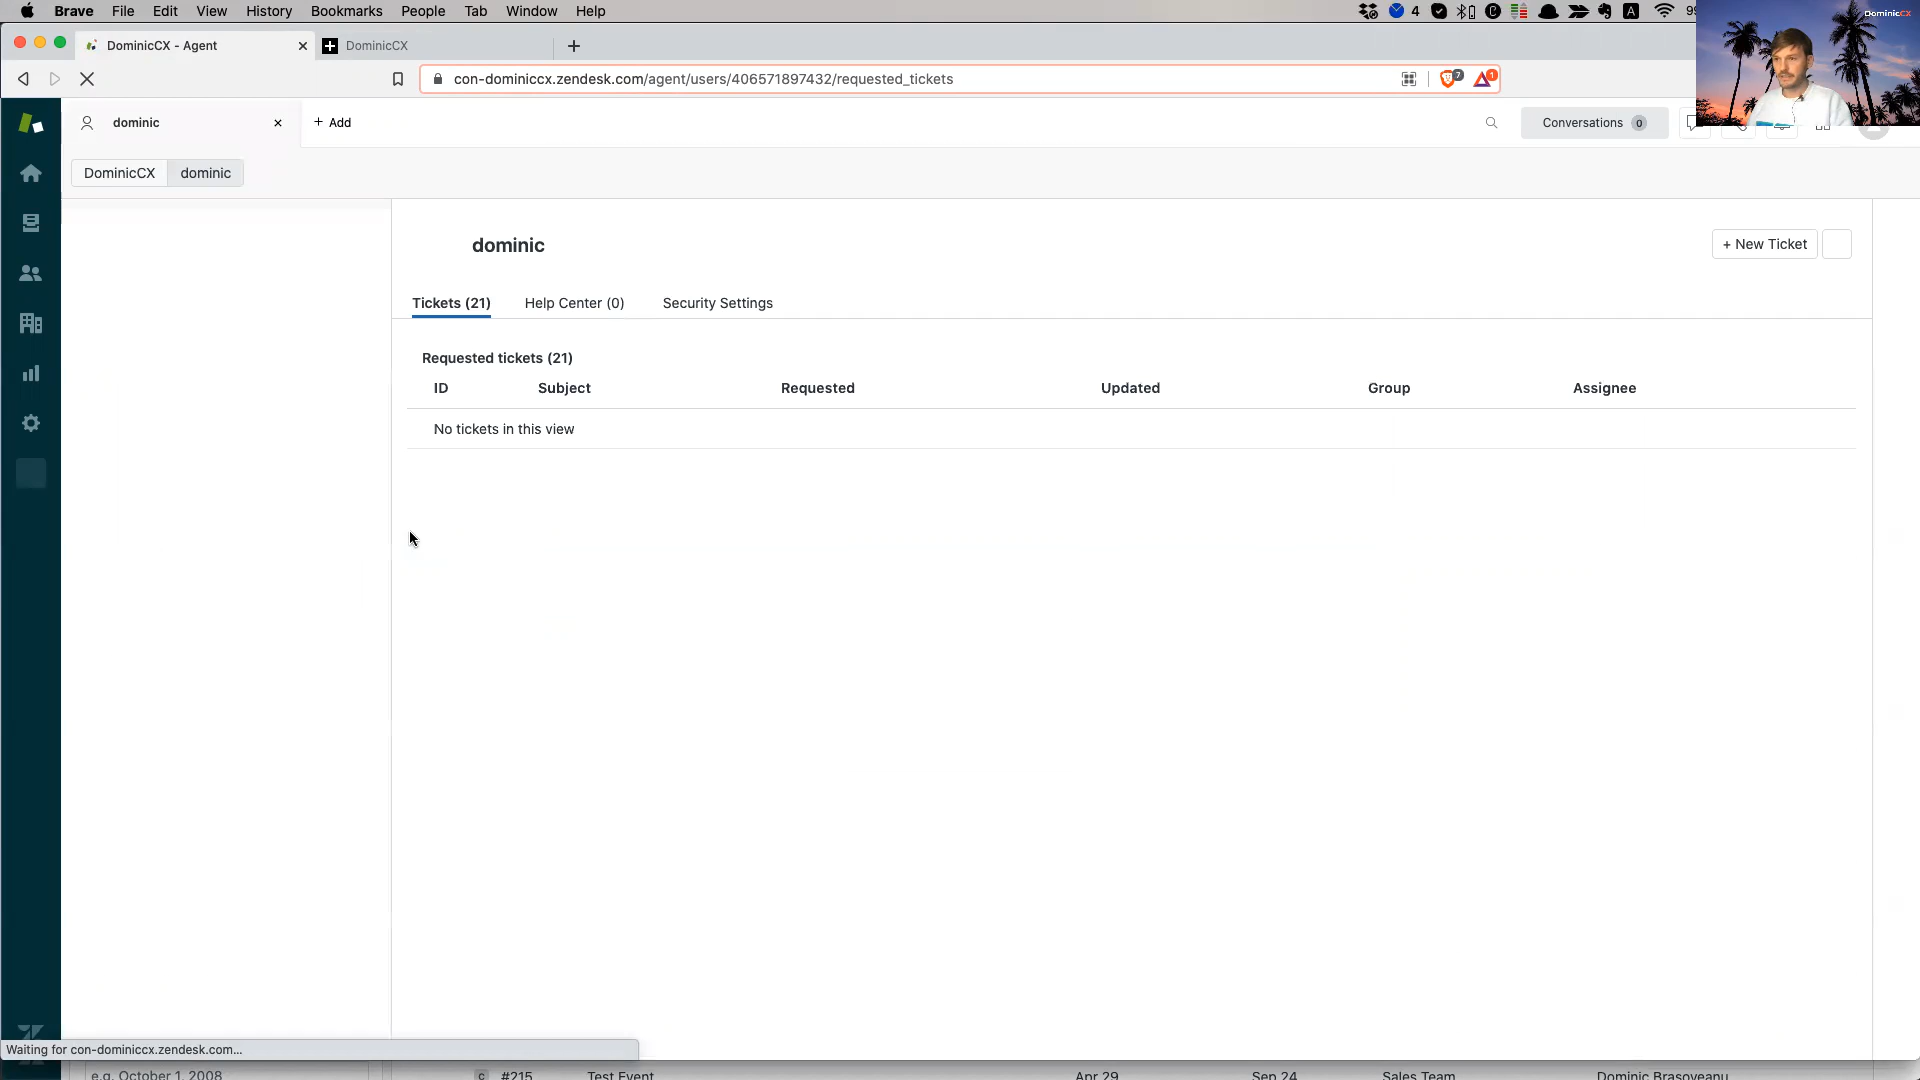 Brave File Edit View History Bookmarks People Tab Window Help 4 A
DominicCX
DominicCX - Agent DominicCX
con-dominiccx.zendesk.com/agent/users/406571897432/requested_tickets 7 1
dominic + Add Conversations 0
DominicCX dominic
dominic + New Ticket
Tickets (21) Help Center (0) Security Settings
Requested tickets (21)
ID Subject Requested Updated Group Assignee
No tickets in this view
Waiting for con-dominiccx.zendesk.com...
e.g. October 1, 2008 c #215 Test Event Apr 29 Sep 24 Sales Team Dominic Brasoveanu